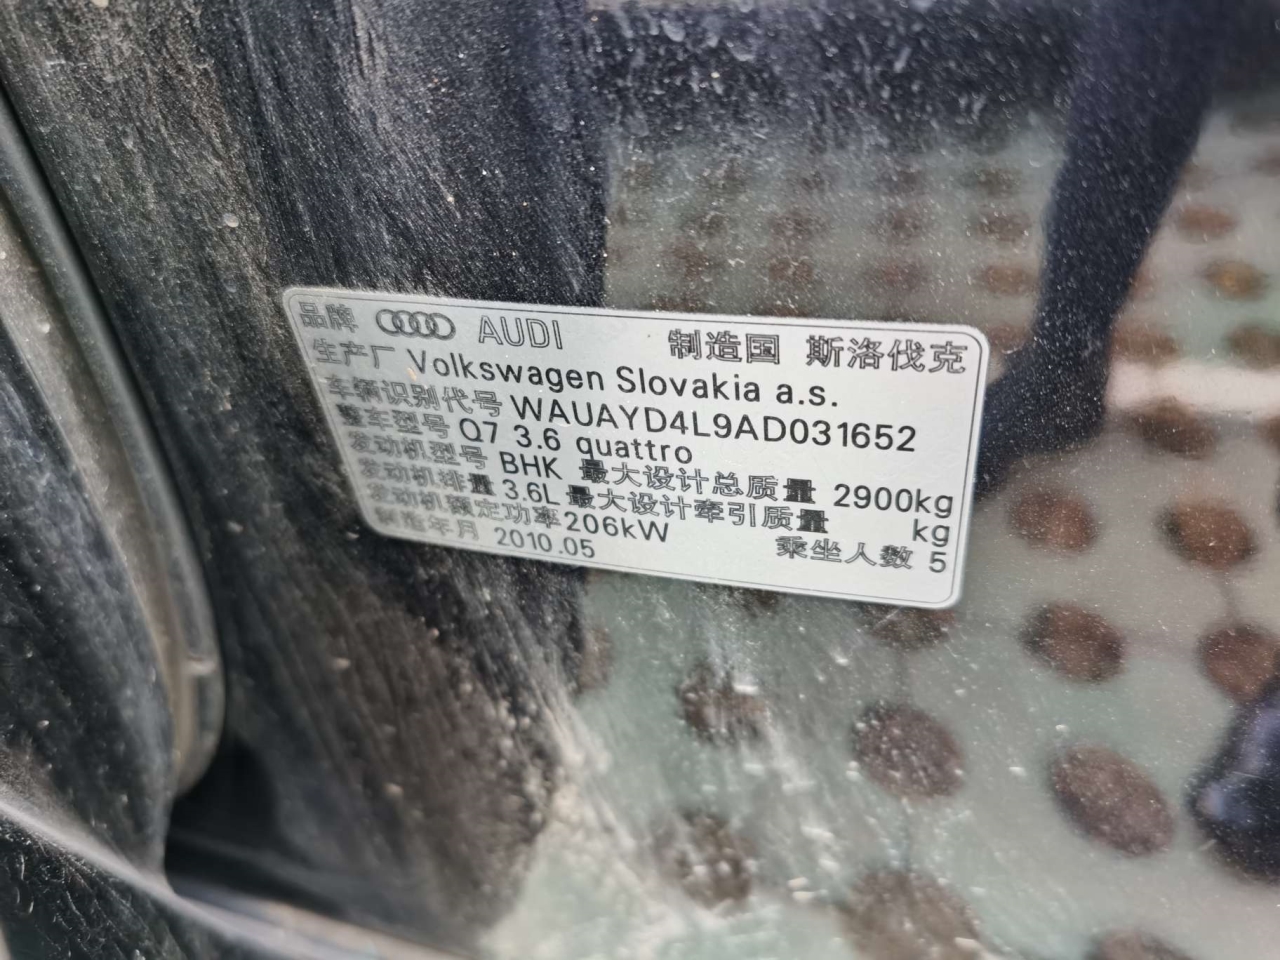 品牌 AUDI 制造国 斯洛伐克
生产厂 Volkswagen Slovakia a.s.
车辆识别代号 WAUAYD4L9AD031652
整车型号 Q7 3.6 quattro
发动机型号 BHK 最大设计总质量 2900kg
发动机排量 3.6L 最大设计牵引质量 kg
发动机额定功率 206kW 乘坐人数 5
制造年月 2010.05